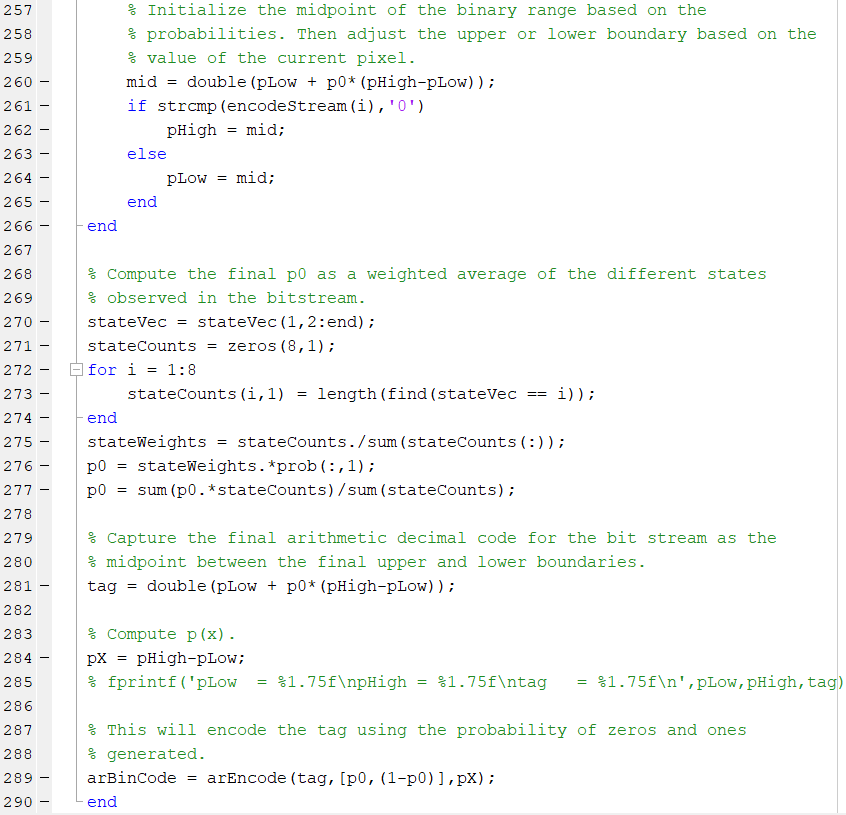 257 % Initialize the midpoint of the binary range based on the
258 % probabilities. Then adjust the upper or lower boundary based on the
259 % value of the current pixel.
260 – mid = double(pLow + p0*(pHigh-pLow));
261 – if strcmp(encodeStream(i),'0')
262 – pHigh = mid;
263 – else
264 – pLow = mid;
265 – end
266 – end
267
268 % Compute the final p0 as a weighted average of the different states
269 % observed in the bitstream.
270 – stateVec = stateVec(1,2:end);
271 – stateCounts = zeros(8,1);
272 – for i = 1:8
273 – stateCounts(i,1) = length(find(stateVec == i));
274 – end
275 – stateWeights = stateCounts./sum(stateCounts(:));
276 – p0 = stateWeights.*prob(:,1);
277 – p0 = sum(p0.*stateCounts)/sum(stateCounts);
278
279 % Capture the final arithmetic decimal code for the bit stream as the
280 % midpoint between the final upper and lower boundaries.
281 – tag = double(pLow + p0*(pHigh-pLow));
282
283 % Compute p(x).
284 – pX = pHigh-pLow;
285 % fprintf('pLow  = %1.75f\npHigh = %1.75f\ntag   = %1.75f\n',pLow,pHigh,tag)
286
287 % This will encode the tag using the probability of zeros and ones
288 % generated.
289 – arBinCode = arEncode(tag,[p0,(1-p0)],pX);
290 – end